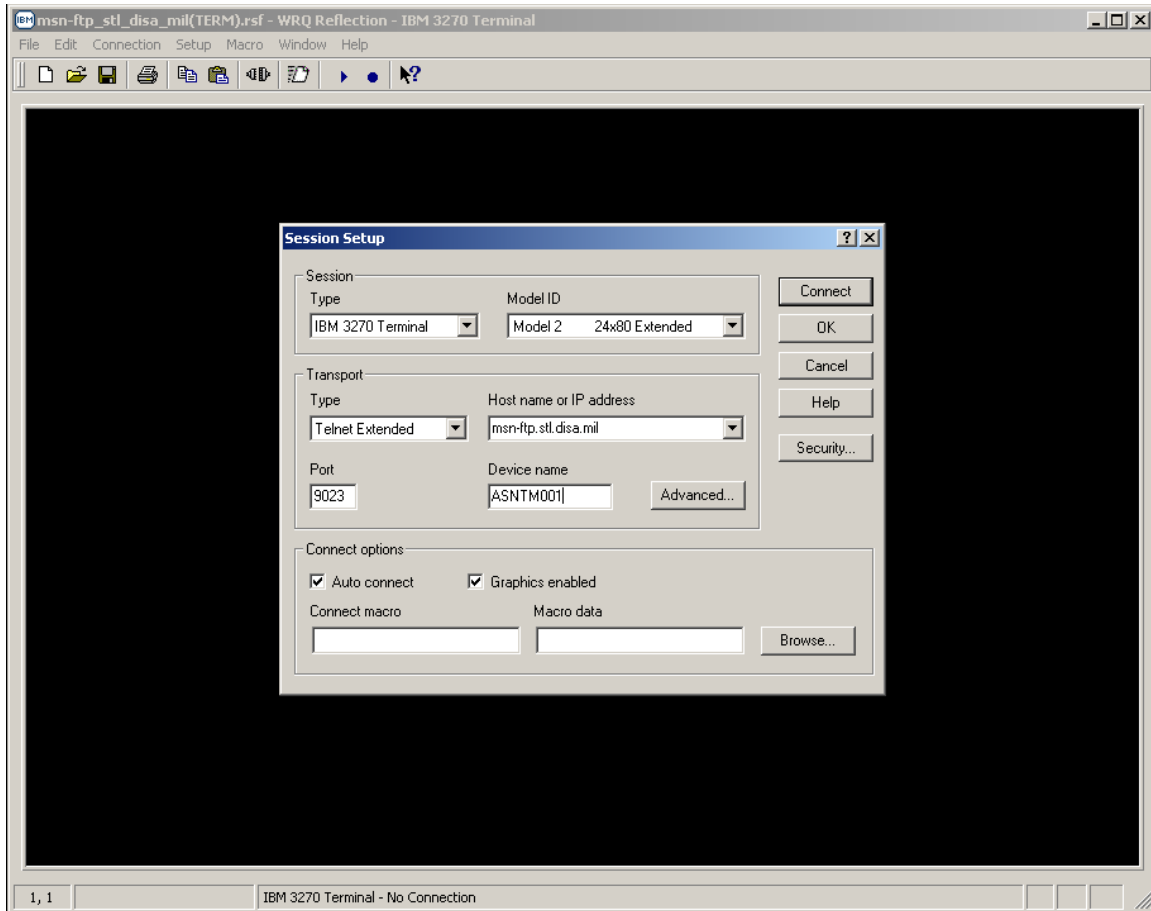 IBM msn-ftp_stl_disa_mil(TERM).rsf - WRQ Reflection - IBM 3270 Terminal
File Edit Connection Setup Macro Window Help
Session Setup
Session
Type Model ID
IBM 3270 Terminal Model 2 24x80 Extended
Transport
Type Host name or IP address
Telnet Extended msn-ftp.stl.disa.mil
Port Device name
9023 ASNTM001 Advanced...
Connect options
Auto connect Graphics enabled
Connect macro Macro data
Browse...
Connect
OK
Cancel
Help
Security...
1, 1 IBM 3270 Terminal - No Connection